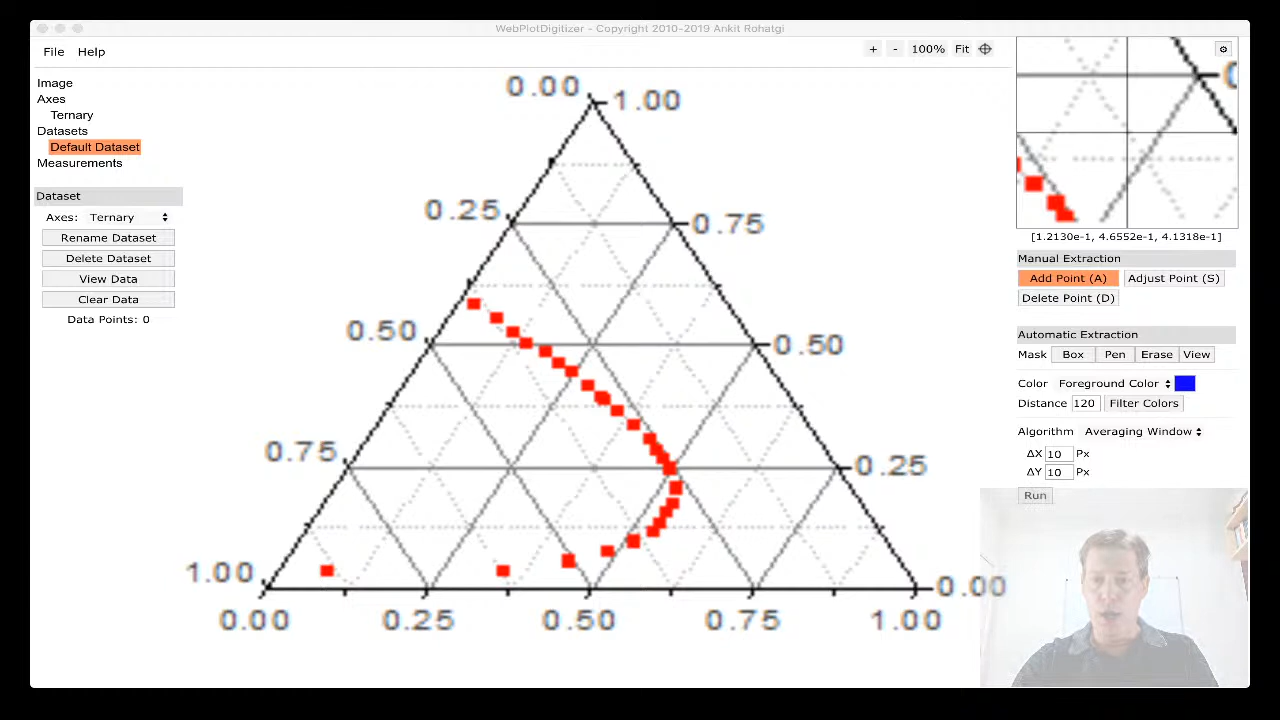 WebPlotDigitizer - Copyright 2010-2019 Ankit Rohatgi
File Help
+ - 100% Fit
Image
Axes
Ternary
Datasets
Default Dataset
Measurements
Dataset
Axes: Ternary
Rename Dataset
Delete Dataset
View Data
Clear Data
Data Points: 0
0.00 1.00
0.25 0.75
0.50 0.50
0.75 0.25
1.00 0.00
0.00 0.25 0.50 0.75 1.00
[1.2130e-1, 4.6552e-1, 4.1318e-1]
Manual Extraction
Add Point (A) Adjust Point (S)
Delete Point (D)
Automatic Extraction
Mask Box Pen Erase View
Color Foreground Color
Distance 120 Filter Colors
Algorithm Averaging Window
ΔX 10 Px
ΔY 10 Px
Run